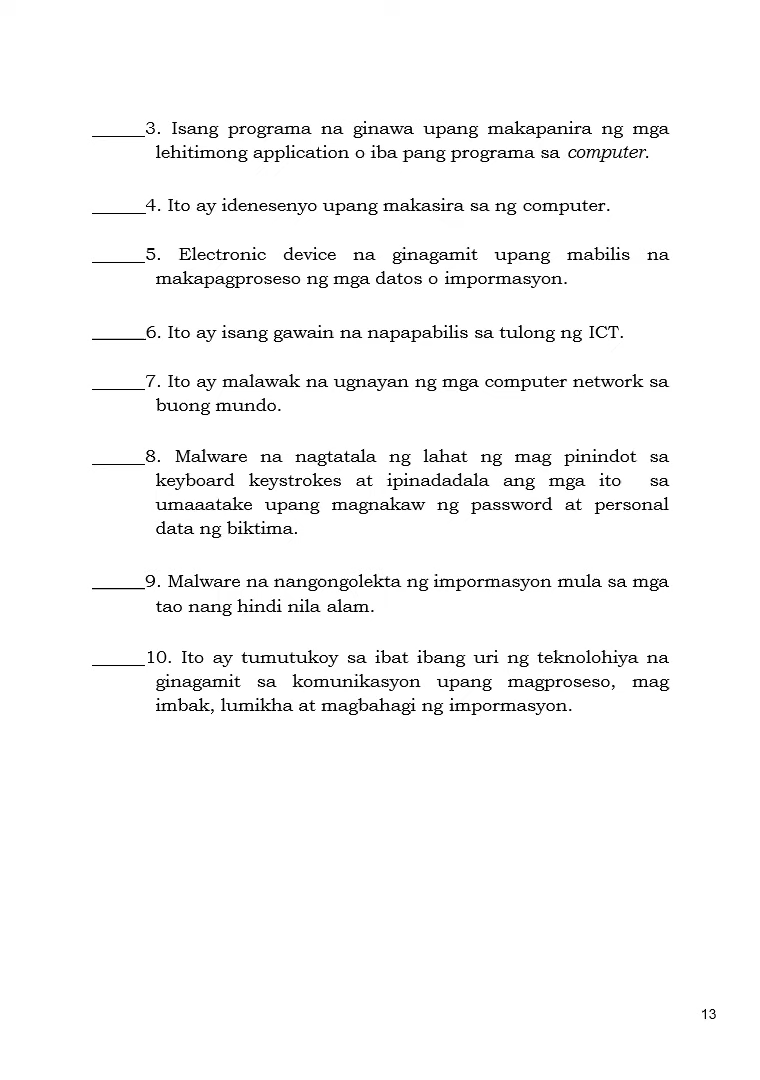 ______3. Isang programa na ginawa upang makapanira ng mga
lehitimong application o iba pang programa sa computer.
______4. Ito ay idenesenyo upang makasira sa ng computer.
______5. Electronic device na ginagamit upang mabilis na
makapagproseso ng mga datos o impormasyon.
______6. Ito ay isang gawain na napapabilis sa tulong ng ICT.
______7. Ito ay malawak na ugnayan ng mga computer network sa
buong mundo.
______8. Malware na nagtatala ng lahat ng mag pinindot sa
keyboard keystrokes at ipinadadala ang mga ito sa
umaaatake upang magnakaw ng password at personal
data ng biktima.
______9. Malware na nangongolekta ng impormasyon mula sa mga
tao nang hindi nila alam.
______10. Ito ay tumutukoy sa ibat ibang uri ng teknolohiya na
ginagamit sa komunikasyon upang magproseso, mag
imbak, lumikha at magbahagi ng impormasyon.
13